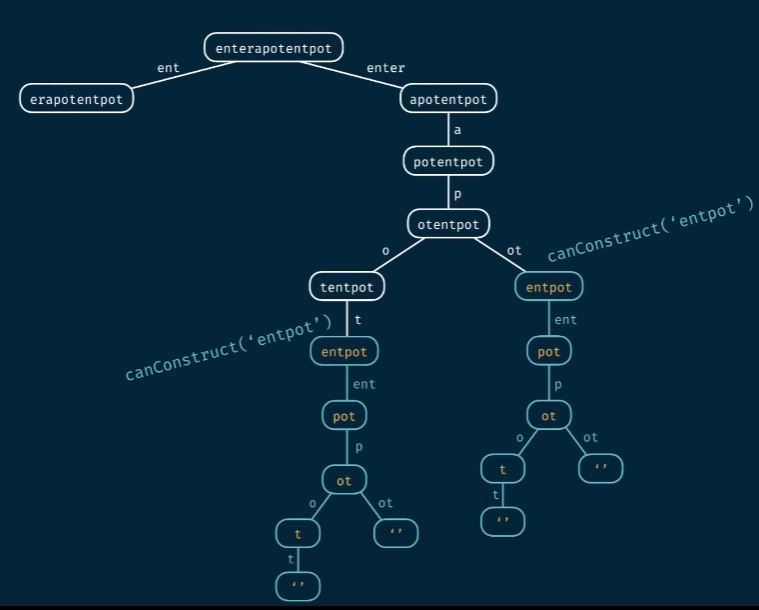 enterapotentpot
ent enter
erapotentpot apotentpot
a
potentpot
p
otentpot
canConstruct(‘entpot’)
o ot
tentpot entpot
t ent
canConstruct(‘entpot’)
entpot pot
ent p
pot ot
p o ot
ot t ‘’
t
o ot ‘’
t ‘’
t
‘’